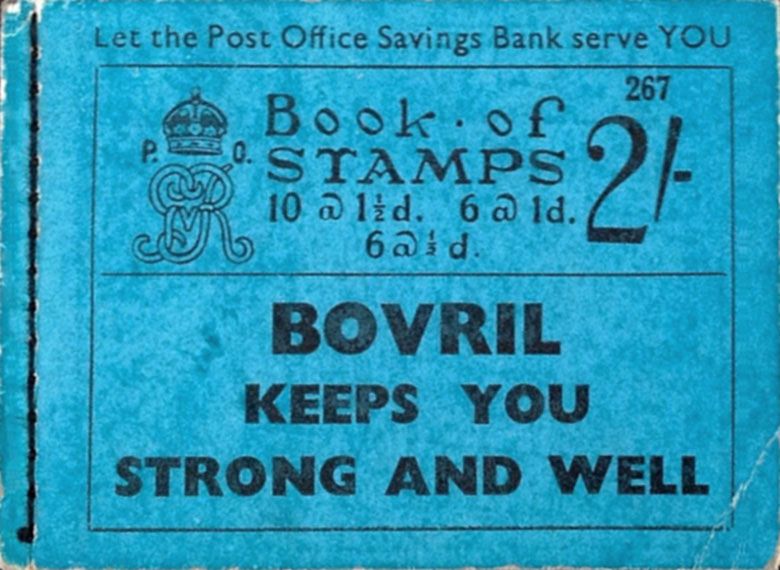 Let the Post Office Savings Bank serve YOU
267
P. O.
Book · of
STAMPS
2/-
10 @ 1½d. 6 @ 1d.
6 @ ½d.
BOVRIL
KEEPS YOU
STRONG AND WELL